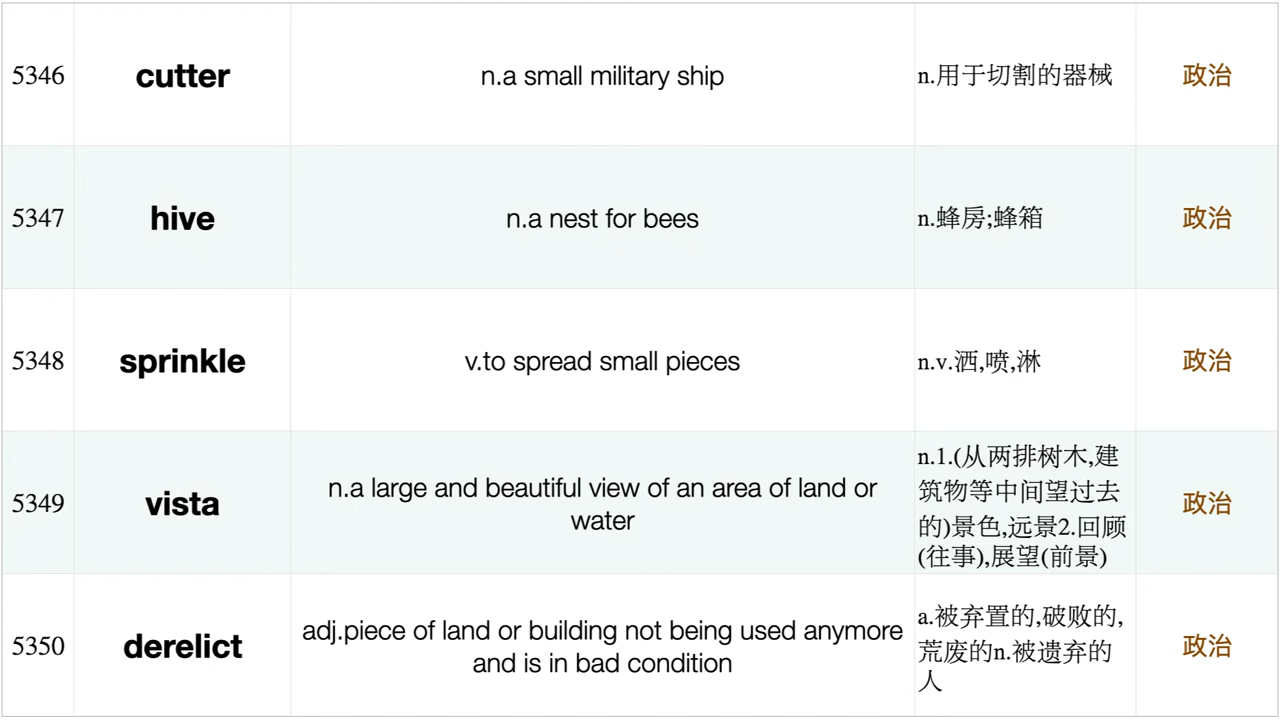 5346 cutter n.a small military ship n.用于切割的器械 政治
5347 hive n.a nest for bees n.蜂房;蜂箱 政治
5348 sprinkle v.to spread small pieces n.v.洒,喷,淋 政治
5349 vista n.a large and beautiful view of an area of land or
water
n.1.(从两排树木,建
筑物等中间望过去
的)景色,远景2.回顾
(往事),展望(前景)
政治
5350 derelict adj.piece of land or building not being used anymore
and is in bad condition
a.被弃置的,破败的,
荒废的n.被遗弃的
人
政治